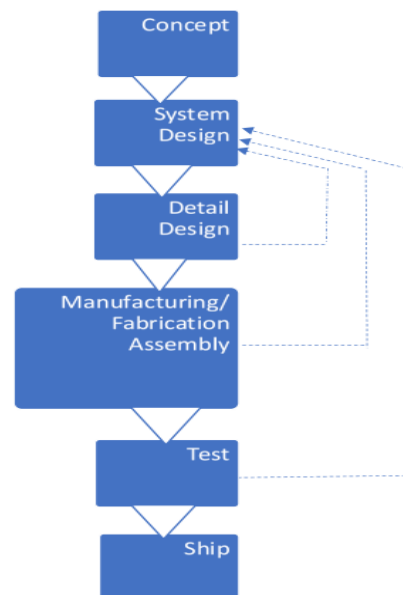 Concept
System
Design
Detail
Design
Manufacturing/
Fabrication
Assembly
Test
Ship